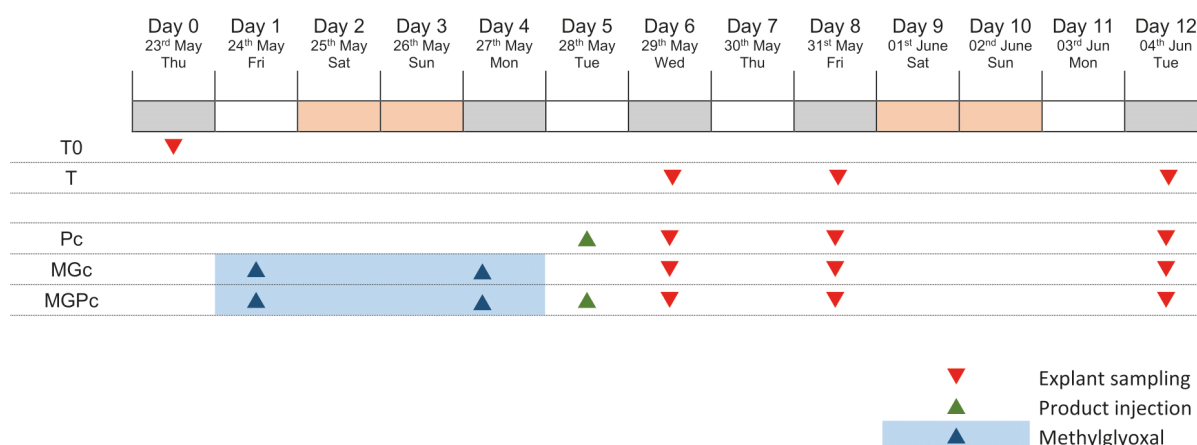 Day 0 Day 1 Day 2 Day 3 Day 4 Day 5 Day 6 Day 7 Day 8 Day 9 Day 10 Day 11 Day 12
23rd May 24th May 25th May 26th May 27th May 28th May 29th May 30th May 31st May 01st June 02nd June 03rd Jun 04th Jun
Thu Fri Sat Sun Mon Tue Wed Thu Fri Sat Sun Mon Tue
T0
T
Pc
MGc
MGPc
Explant sampling
Product injection
Methylglyoxal